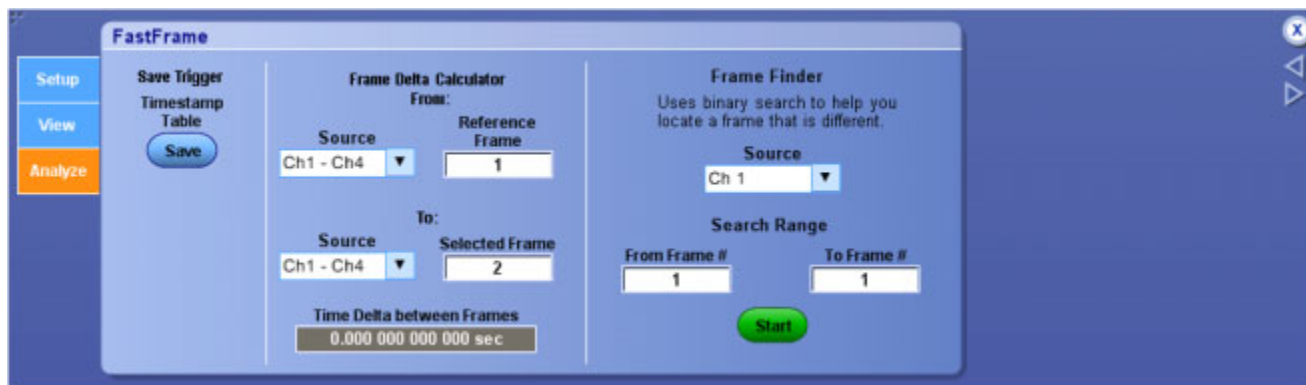 FastFrame
X
Setup
View
Analyze
Save Trigger
Timestamp
Table
Save
Frame Delta Calculator
From:
Source
Reference
Frame
Ch1 - Ch4
1
To:
Source
Selected Frame
Ch1 - Ch4
2
Time Delta between Frames
0.000 000 000 000 sec
Frame Finder
Uses binary search to help you
locate a frame that is different.
Source
Ch 1
Search Range
From Frame #
To Frame #
1
1
Start